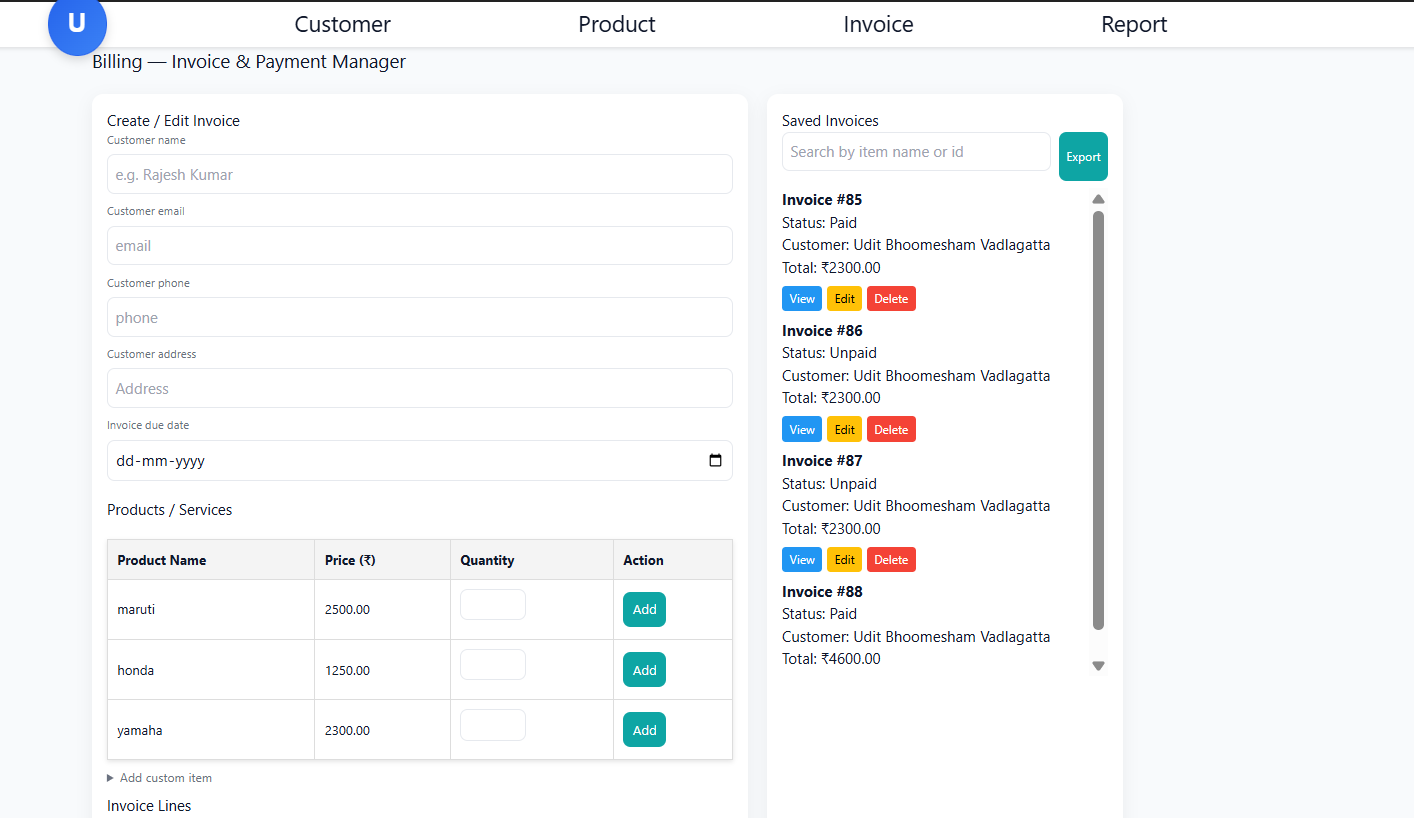 U
Customer Product Invoice Report
Billing — Invoice & Payment Manager
Create / Edit Invoice
Customer name
e.g. Rajesh Kumar
Customer email
email
Customer phone
phone
Customer address
Address
Invoice due date
dd-mm-yyyy
Products / Services
Product Name Price (₹) Quantity Action
maruti 2500.00 Add
honda 1250.00 Add
yamaha 2300.00 Add
Add custom item
Invoice Lines
Saved Invoices
Search by item name or id
Export
Invoice #85
Status: Paid
Customer: Udit Bhoomesham Vadlagatta
Total: ₹2300.00
View Edit Delete
Invoice #86
Status: Unpaid
Customer: Udit Bhoomesham Vadlagatta
Total: ₹2300.00
View Edit Delete
Invoice #87
Status: Unpaid
Customer: Udit Bhoomesham Vadlagatta
Total: ₹2300.00
View Edit Delete
Invoice #88
Status: Paid
Customer: Udit Bhoomesham Vadlagatta
Total: ₹4600.00